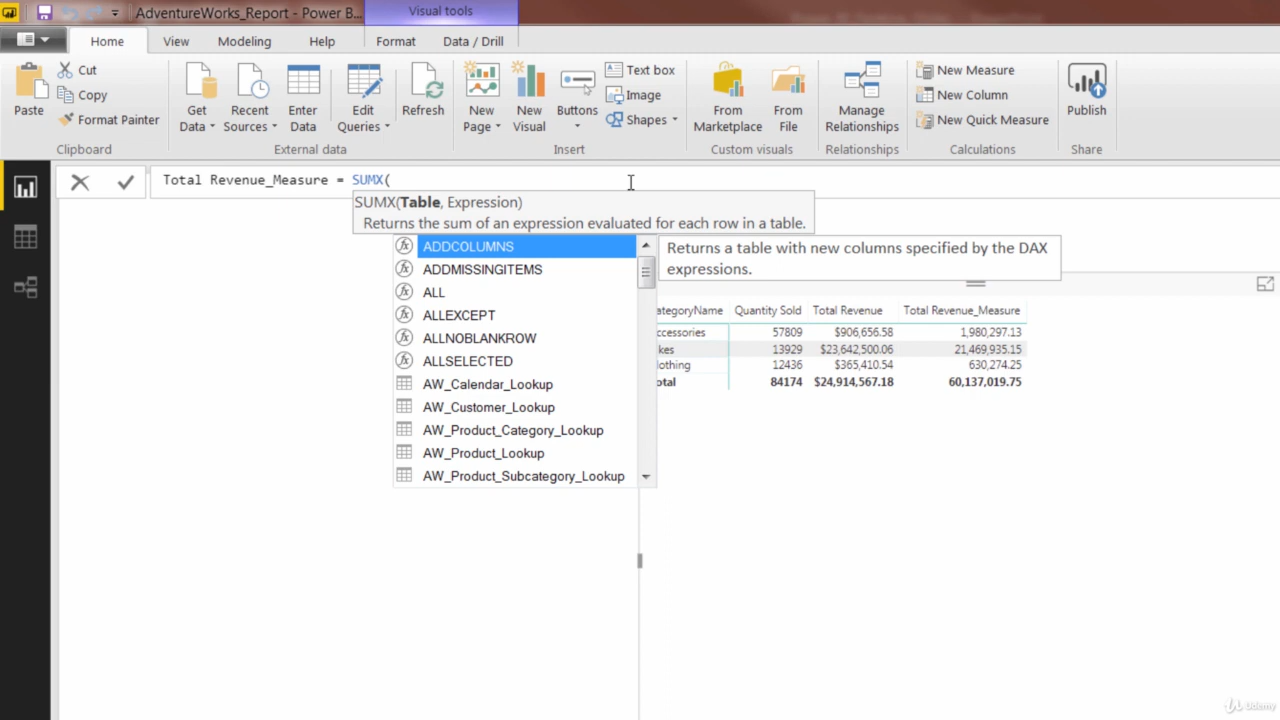 AdventureWorks_Report - Power B...
Visual tools
Home
View
Modeling
Help
Format
Data / Drill
Paste
Cut
Copy
Format Painter
Clipboard
Get Data
Recent Sources
Enter Data
Edit Queries
Refresh
External data
New Page
New Visual
Buttons
Text box
Image
Shapes
Insert
From Marketplace
From File
Custom visuals
Manage Relationships
Relationships
New Measure
New Column
New Quick Measure
Calculations
Publish
Share
Total Revenue_Measure = SUMX(
SUMX(Table, Expression)
Returns the sum of an expression evaluated for each row in a table.
ADDCOLUMNS
ADDMISSINGITEMS
ALL
ALLEXCEPT
ALLNOBLANKROW
ALLSELECTED
AW_Calendar_Lookup
AW_Customer_Lookup
AW_Product_Category_Lookup
AW_Product_Lookup
AW_Product_Subcategory_Lookup
Returns a table with new columns specified by the DAX
expressions.
ategoryName Quantity Sold Total Revenue Total Revenue_Measure
ccessories 57809 $906,656.58 1,980,297.13
kes 13929 $23,642,500.06 21,469,935.15
lothing 12436 $365,410.54 630,274.25
otal 84174 $24,914,567.18 60,137,019.75
Udemy